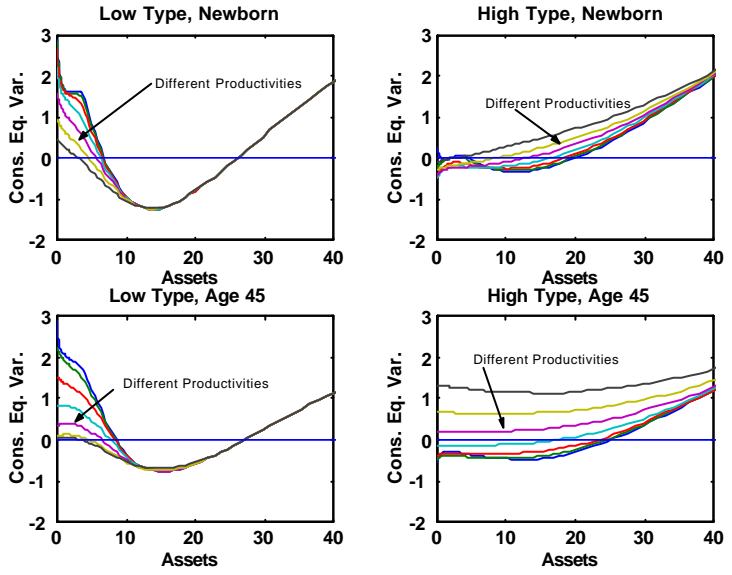 Low Type, Newborn
3
2
1
0
-1
-2
0
10
20
30
40
Cons. Eq. Var.
Assets
Different Productivities
High Type, Newborn
3
2
1
0
-1
-2
0
10
20
30
40
Cons. Eq. Var.
Assets
Different Productivities
Low Type, Age 45
3
2
1
0
-1
-2
0
10
20
30
40
Cons. Eq. Var.
Assets
Different Productivities
High Type, Age 45
3
2
1
0
-1
-2
0
10
20
30
40
Cons. Eq. Var.
Assets
Different Productivities